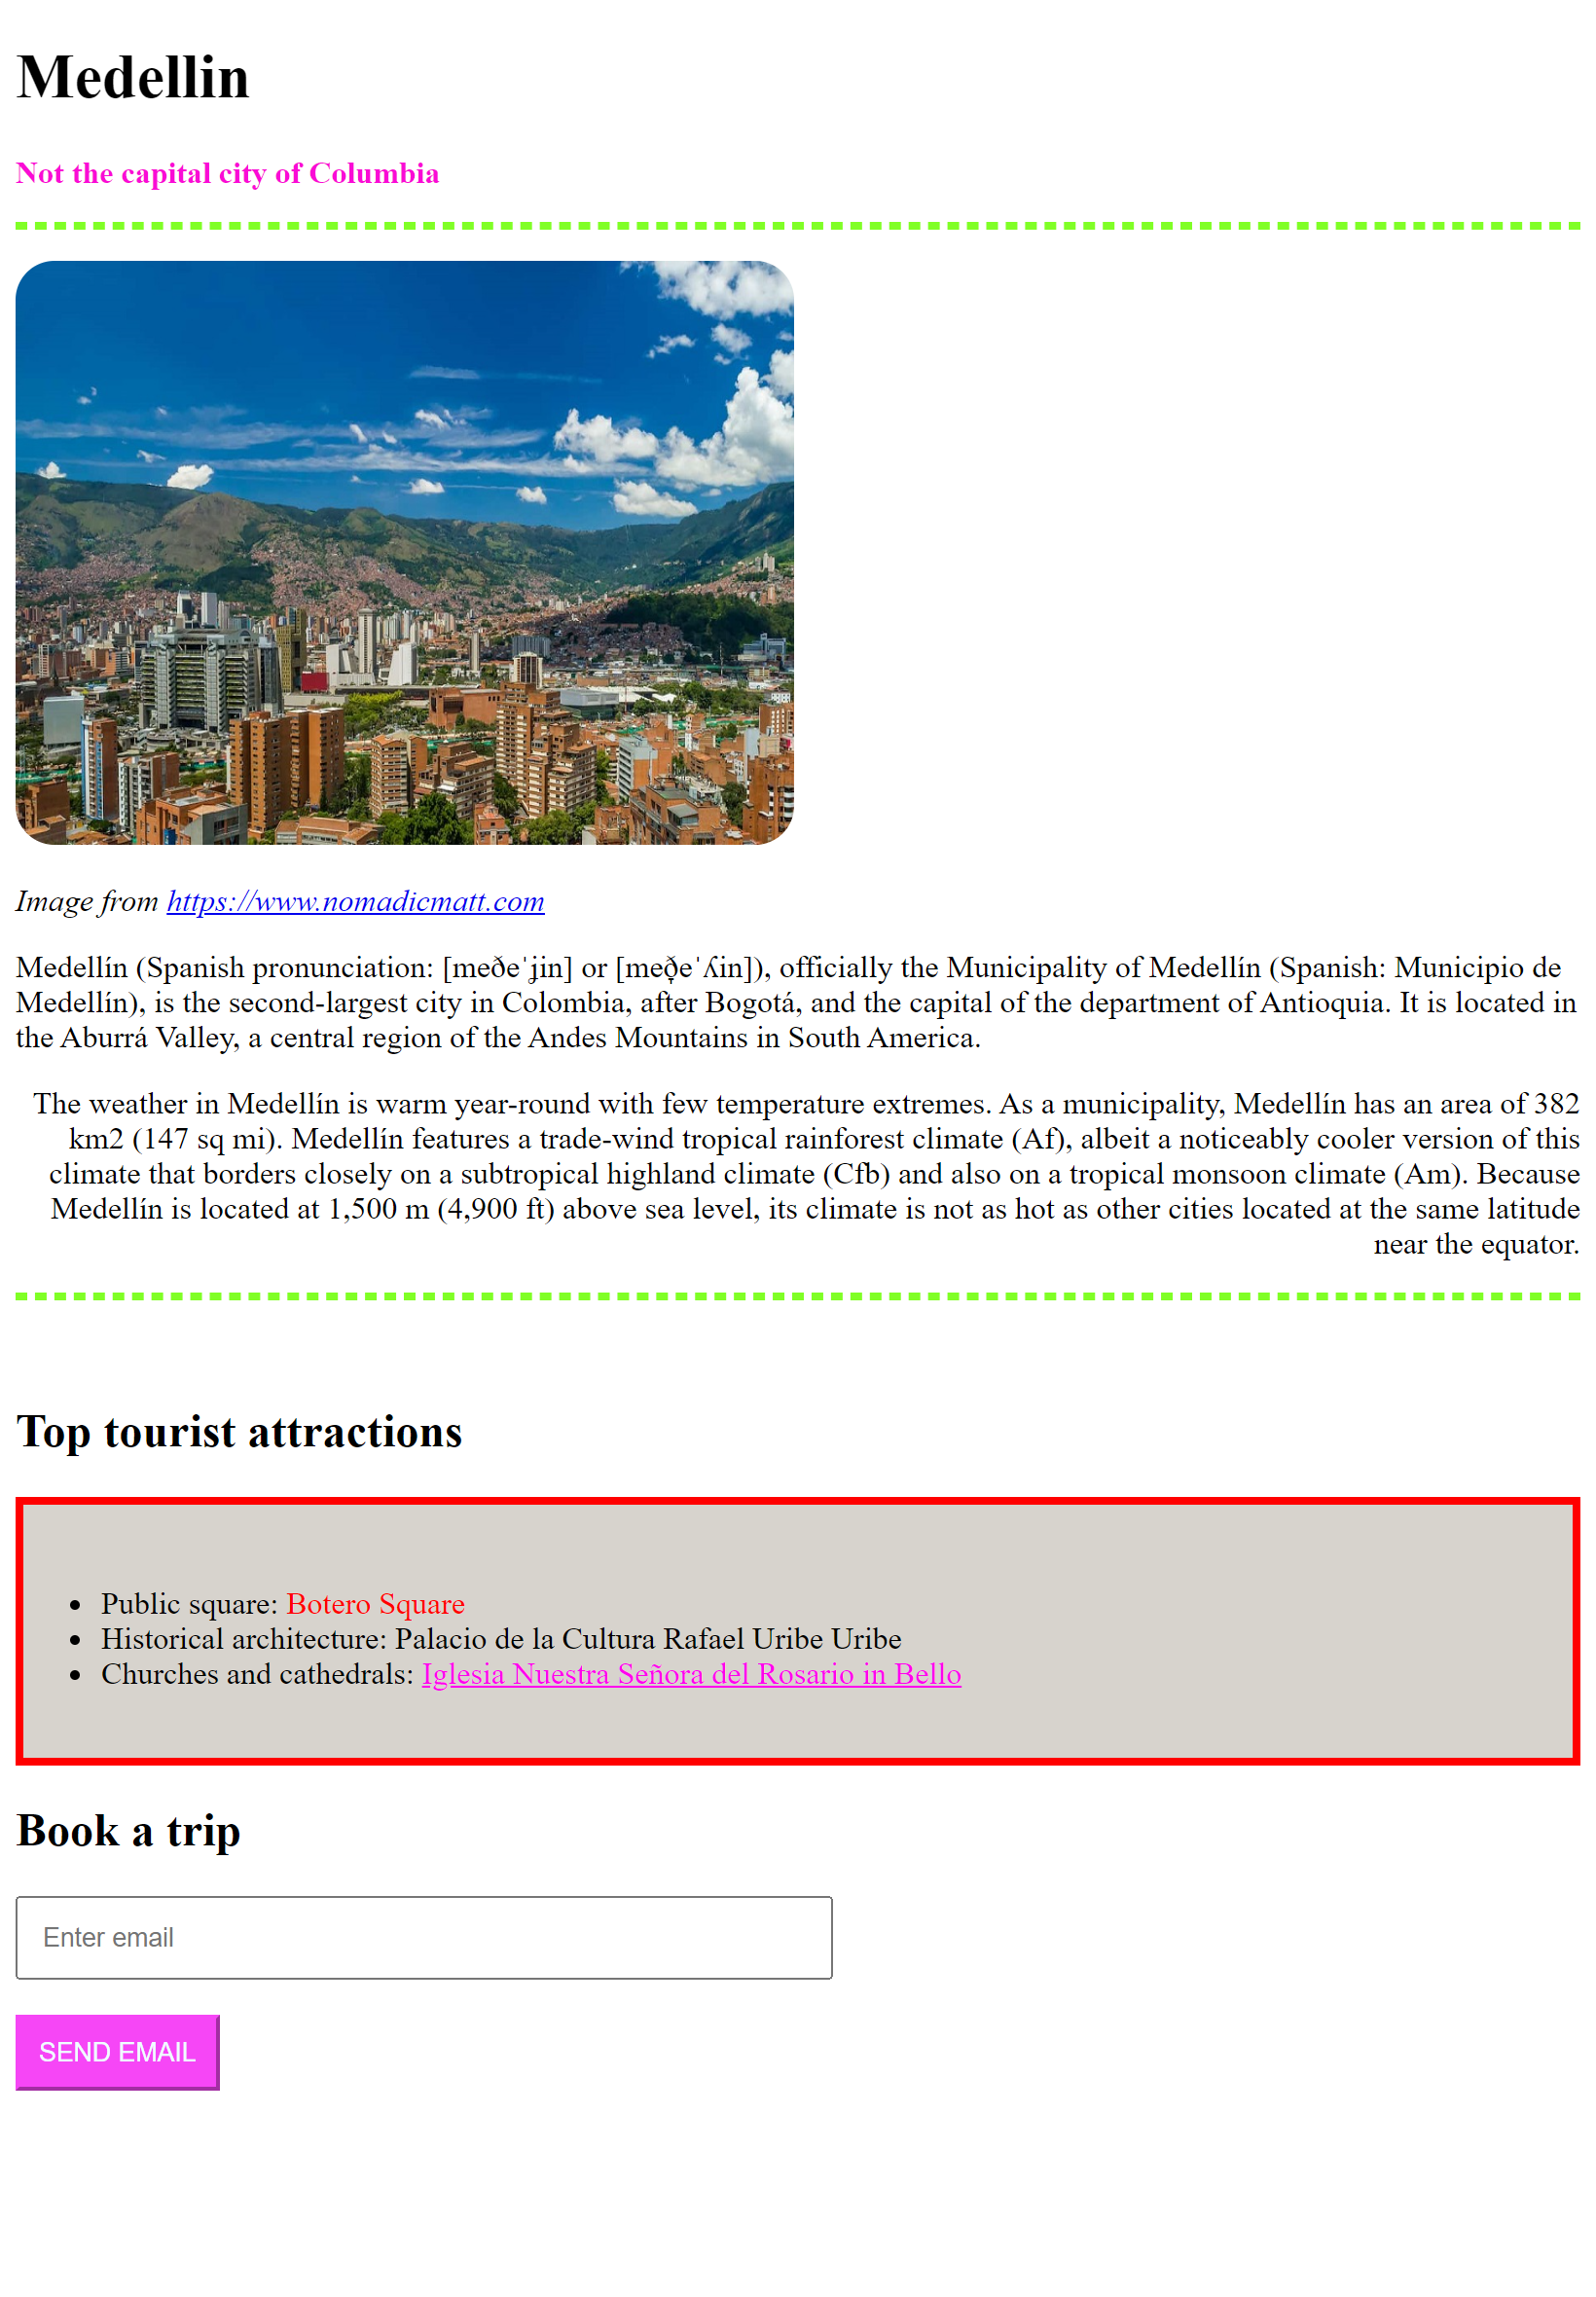 Medellin
Not the capital city of Columbia
Image from https://www.nomadicmatt.com
Medellín (Spanish pronunciation: [meðeˈʝin] or [með̞eˈʎin]), officially the Municipality of Medellín (Spanish: Municipio de
Medellín), is the second-largest city in Colombia, after Bogotá, and the capital of the department of Antioquia. It is located in
the Aburrá Valley, a central region of the Andes Mountains in South America.
The weather in Medellín is warm year-round with few temperature extremes. As a municipality, Medellín has an area of 382
km2 (147 sq mi). Medellín features a trade-wind tropical rainforest climate (Af), albeit a noticeably cooler version of this
climate that borders closely on a subtropical highland climate (Cfb) and also on a tropical monsoon climate (Am). Because
Medellín is located at 1,500 m (4,900 ft) above sea level, its climate is not as hot as other cities located at the same latitude
near the equator.
Top tourist attractions
• Public square: Botero Square
• Historical architecture: Palacio de la Cultura Rafael Uribe Uribe
• Churches and cathedrals: Iglesia Nuestra Señora del Rosario in Bello
Book a trip
Enter email
SEND EMAIL